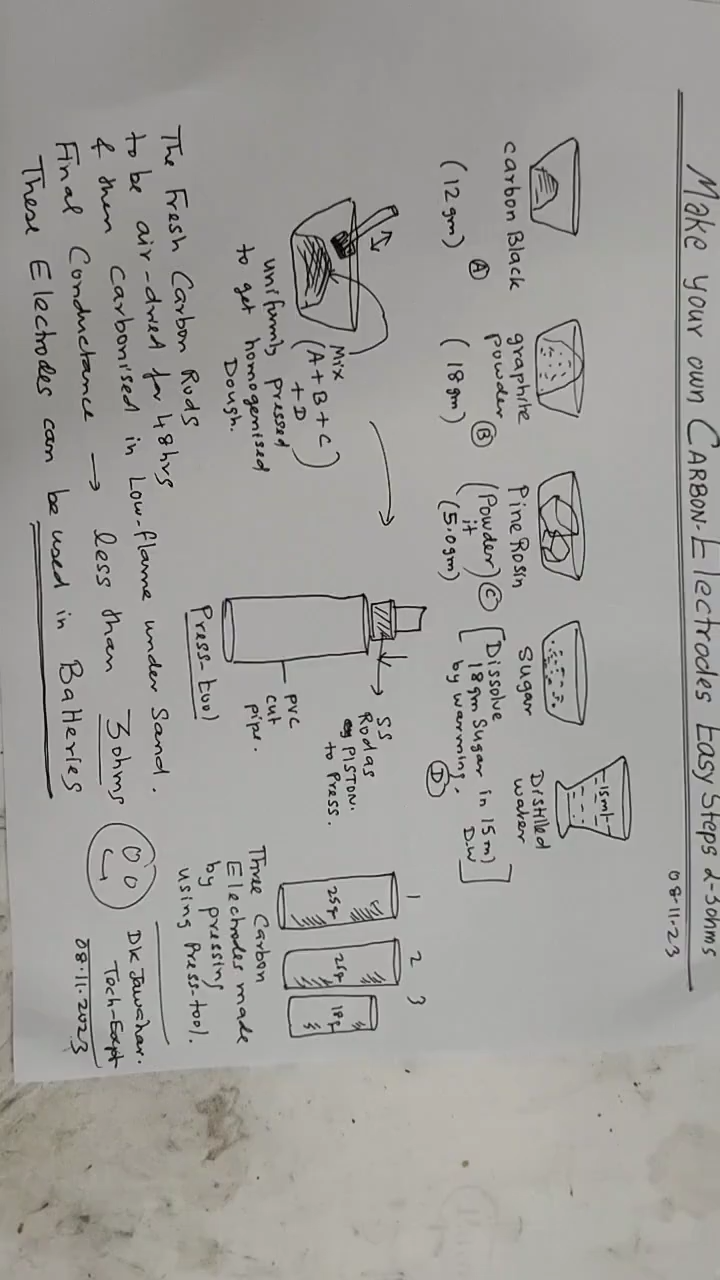 Make your own CARBON-Electrodes Easy Steps 2-3ohms
08.11.23
carbon Black
(12 gm)
A
graphite
powder
B
(18gm)
Pine Rosin
(Powder
it)
C
(5.0gm)
Sugar
[Dissolve
18gm Sugar in 15ml
D.W]
by warming.
D
-15ml-
Distilled
water
Mix
(A+B+C
+D)
uniformly pressed
to get homogenised
Dough.
SS
Rod as
PISTON.
to Press.
PVC
cut
pipe.
Press-tool
1
2
3
25gr
25gr
18gr
Three Carbon
Electrodes made
by pressing
using Press-tool.
The Fresh Carbon Rods
to be air-dried for 48hrs
& then carbonised in Low-flame under Sand.
Final Conductance → less than 3ohms
These Electrodes can be used in Batteries
DK Jawahar.
Tech-Expt
08.11.2023